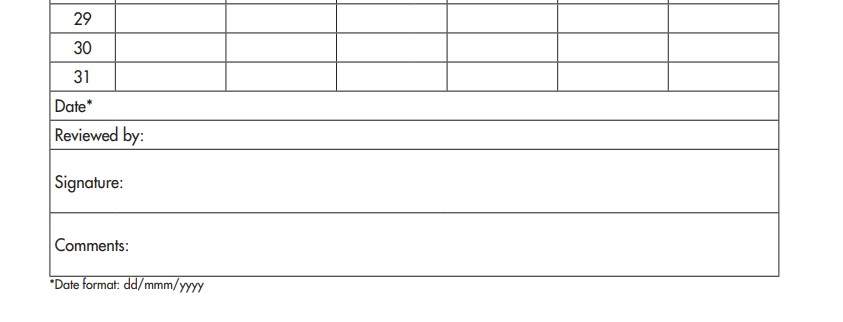 29
30
31
Date*
Reviewed by:
Signature:
Comments:
*Date format: dd/mmm/yyyy